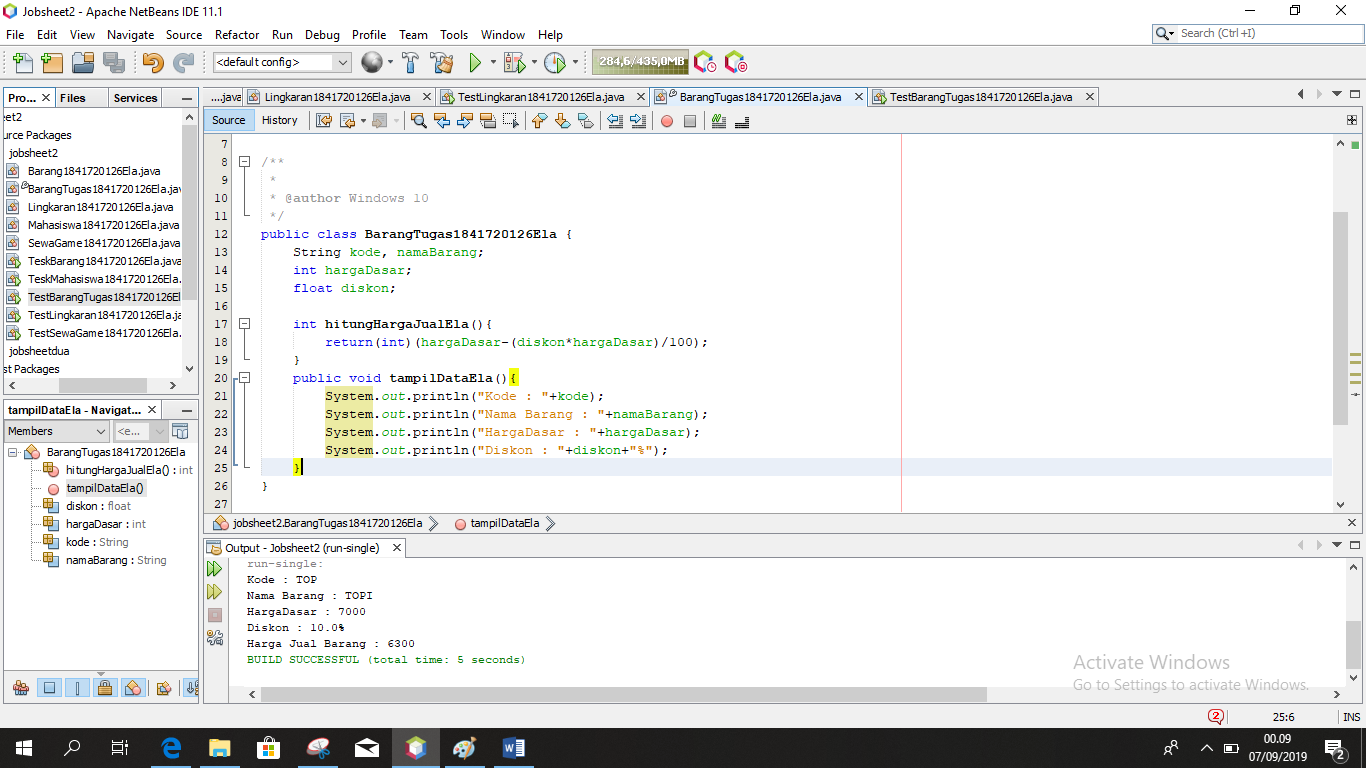 Jobsheet2 - Apache NetBeans IDE 11.1
File Edit View Navigate Source Refactor Run Debug Profile Team Tools Window Help
Search (Ctrl+I)
<default config>
284,6/435,0MB
Pro... Files Services
....java Lingkaran1841720126Ela.java TestLingkaran1841720126Ela.java BarangTugas1841720126Ela.java TestBarangTugas1841720126Ela.java
Source History
et2
urce Packages
jobsheet2
Barang1841720126Ela.java
BarangTugas1841720126Ela.jav
Lingkaran1841720126Ela.java
Mahasiswa1841720126Ela.java
SewaGame1841720126Ela.java
TeskBarang1841720126Ela.java
TeskMahasiswa1841720126Ela.
TestBarangTugas1841720126El
TestLingkaran1841720126Ela.ja
TestSewaGame1841720126Ela.
jobsheetdua
st Packages
7
8 /**
9 *
10 * @author Windows 10
11 */
12 public class BarangTugas1841720126Ela {
13 String kode, namaBarang;
14 int hargaDasar;
15 float diskon;
16
17 int hitungHargaJualEla(){
18 return(int)(hargaDasar-(diskon*hargaDasar)/100);
19 }
20 public void tampilDataEla(){
21 System.out.println("Kode : "+kode);
22 System.out.println("Nama Barang : "+namaBarang);
23 System.out.println("HargaDasar : "+hargaDasar);
24 System.out.println("Diskon : "+diskon+"%");
25 }
26 }
27
tampilDataEla - Navigat...
Members <e...
BarangTugas1841720126Ela
hitungHargaJualEla() : int
tampilDataEla()
diskon : float
hargaDasar : int
kode : String
namaBarang : String
jobsheet2.BarangTugas1841720126Ela tampilDataEla
Output - Jobsheet2 (run-single)
run-single:
Kode : TOP
Nama Barang : TOPI
HargaDasar : 7000
Diskon : 10.0%
Harga Jual Barang : 6300
BUILD SUCCESSFUL (total time: 5 seconds)
Activate Windows
Go to Settings to activate Windows.
2 25:6 INS
00.09
07/09/2019
2